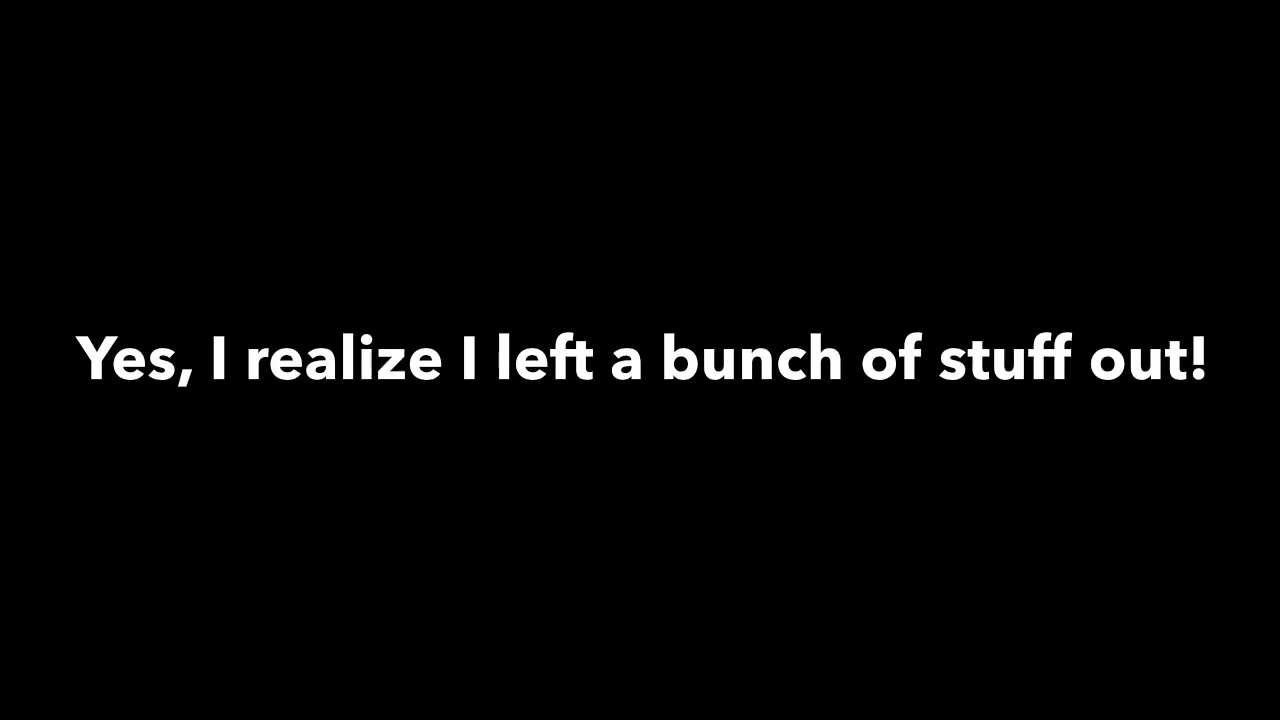 Yes, I realize I left a bunch of stuff out!